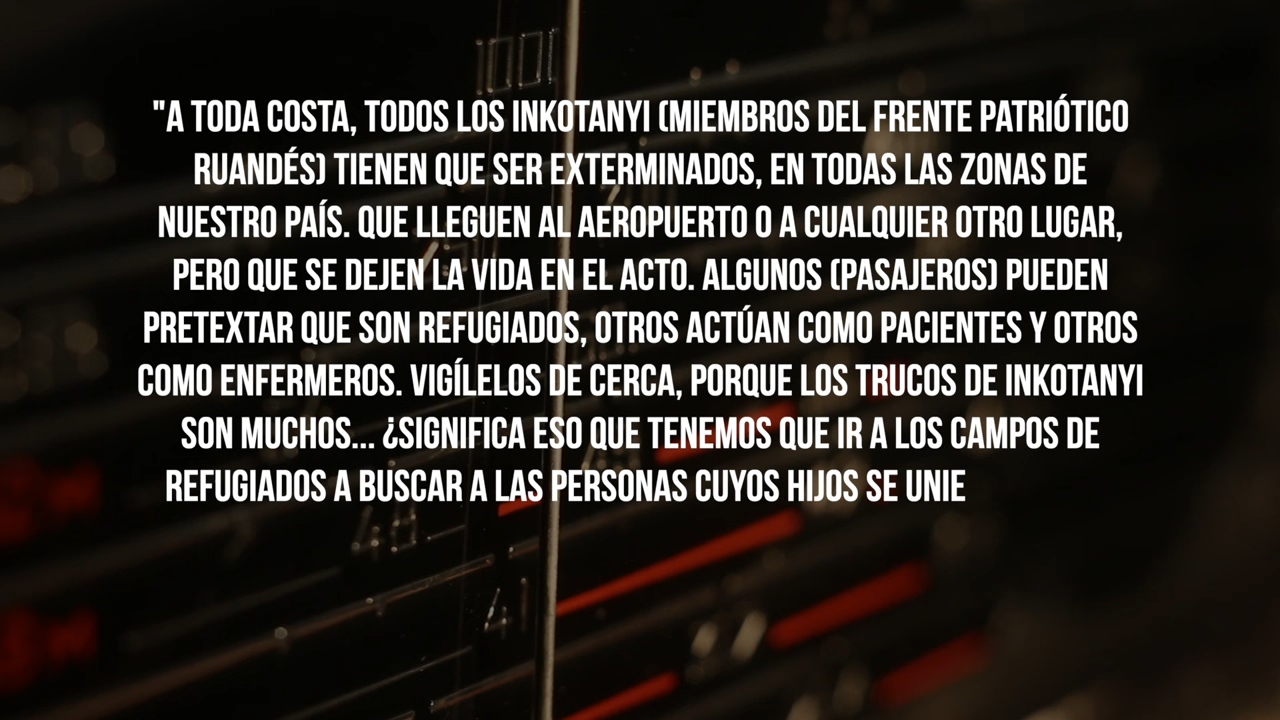 "A TODA COSTA, TODOS LOS INKOTANYI (MIEMBROS DEL FRENTE PATRIÓTICO
RUANDÉS) TIENEN QUE SER EXTERMINADOS, EN TODAS LAS ZONAS DE
NUESTRO PAÍS. QUE LLEGUEN AL AEROPUERTO O A CUALQUIER OTRO LUGAR,
PERO QUE SE DEJEN LA VIDA EN EL ACTO. ALGUNOS (PASAJEROS) PUEDEN
PRETEXTAR QUE SON REFUGIADOS, OTROS ACTÚAN COMO PACIENTES Y OTROS
COMO ENFERMEROS. VIGÍLELOS DE CERCA, PORQUE LOS TRUCOS DE INKOTANYI
SON MUCHOS... ¿SIGNIFICA ESO QUE TENEMOS QUE IR A LOS CAMPOS DE
REFUGIADOS A BUSCAR A LAS PERSONAS CUYOS HIJOS SE UNIE